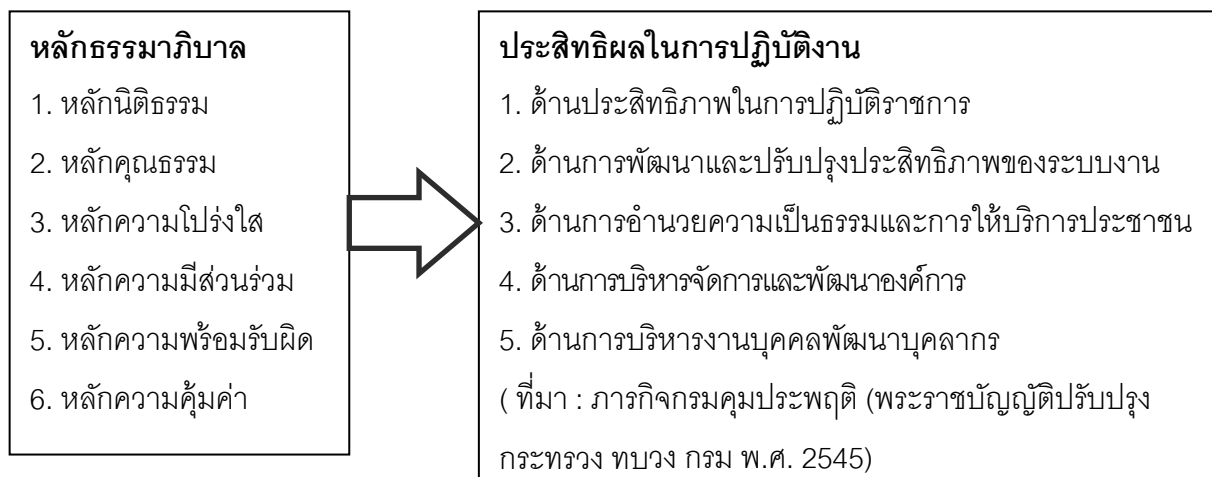 หลักธรรมาภิบาล
1. หลักนิติธรรม
2. หลักคุณธรรม
3. หลักความโปร่งใส
4. หลักความมีส่วนร่วม
5. หลักความพร้อมรับผิด
6. หลักความคุ้มค่า
ประสิทธิผลในการปฏิบัติงาน
1. ด้านประสิทธิภาพในการปฏิบัติราชการ
2. ด้านการพัฒนาและปรับปรุงประสิทธิภาพของระบบงาน
3. ด้านการอำนวยความเป็นธรรมและการให้บริการประชาชน
4. ด้านการบริหารจัดการและพัฒนาองค์การ
5. ด้านการบริหารงานบุคคลพัฒนาบุคลากร
( ที่มา : ภารกิจกรมคุมประพฤติ (พระราชบัญญัติปรับปรุง
กระทรวง ทบวง กรม พ.ศ. 2545)